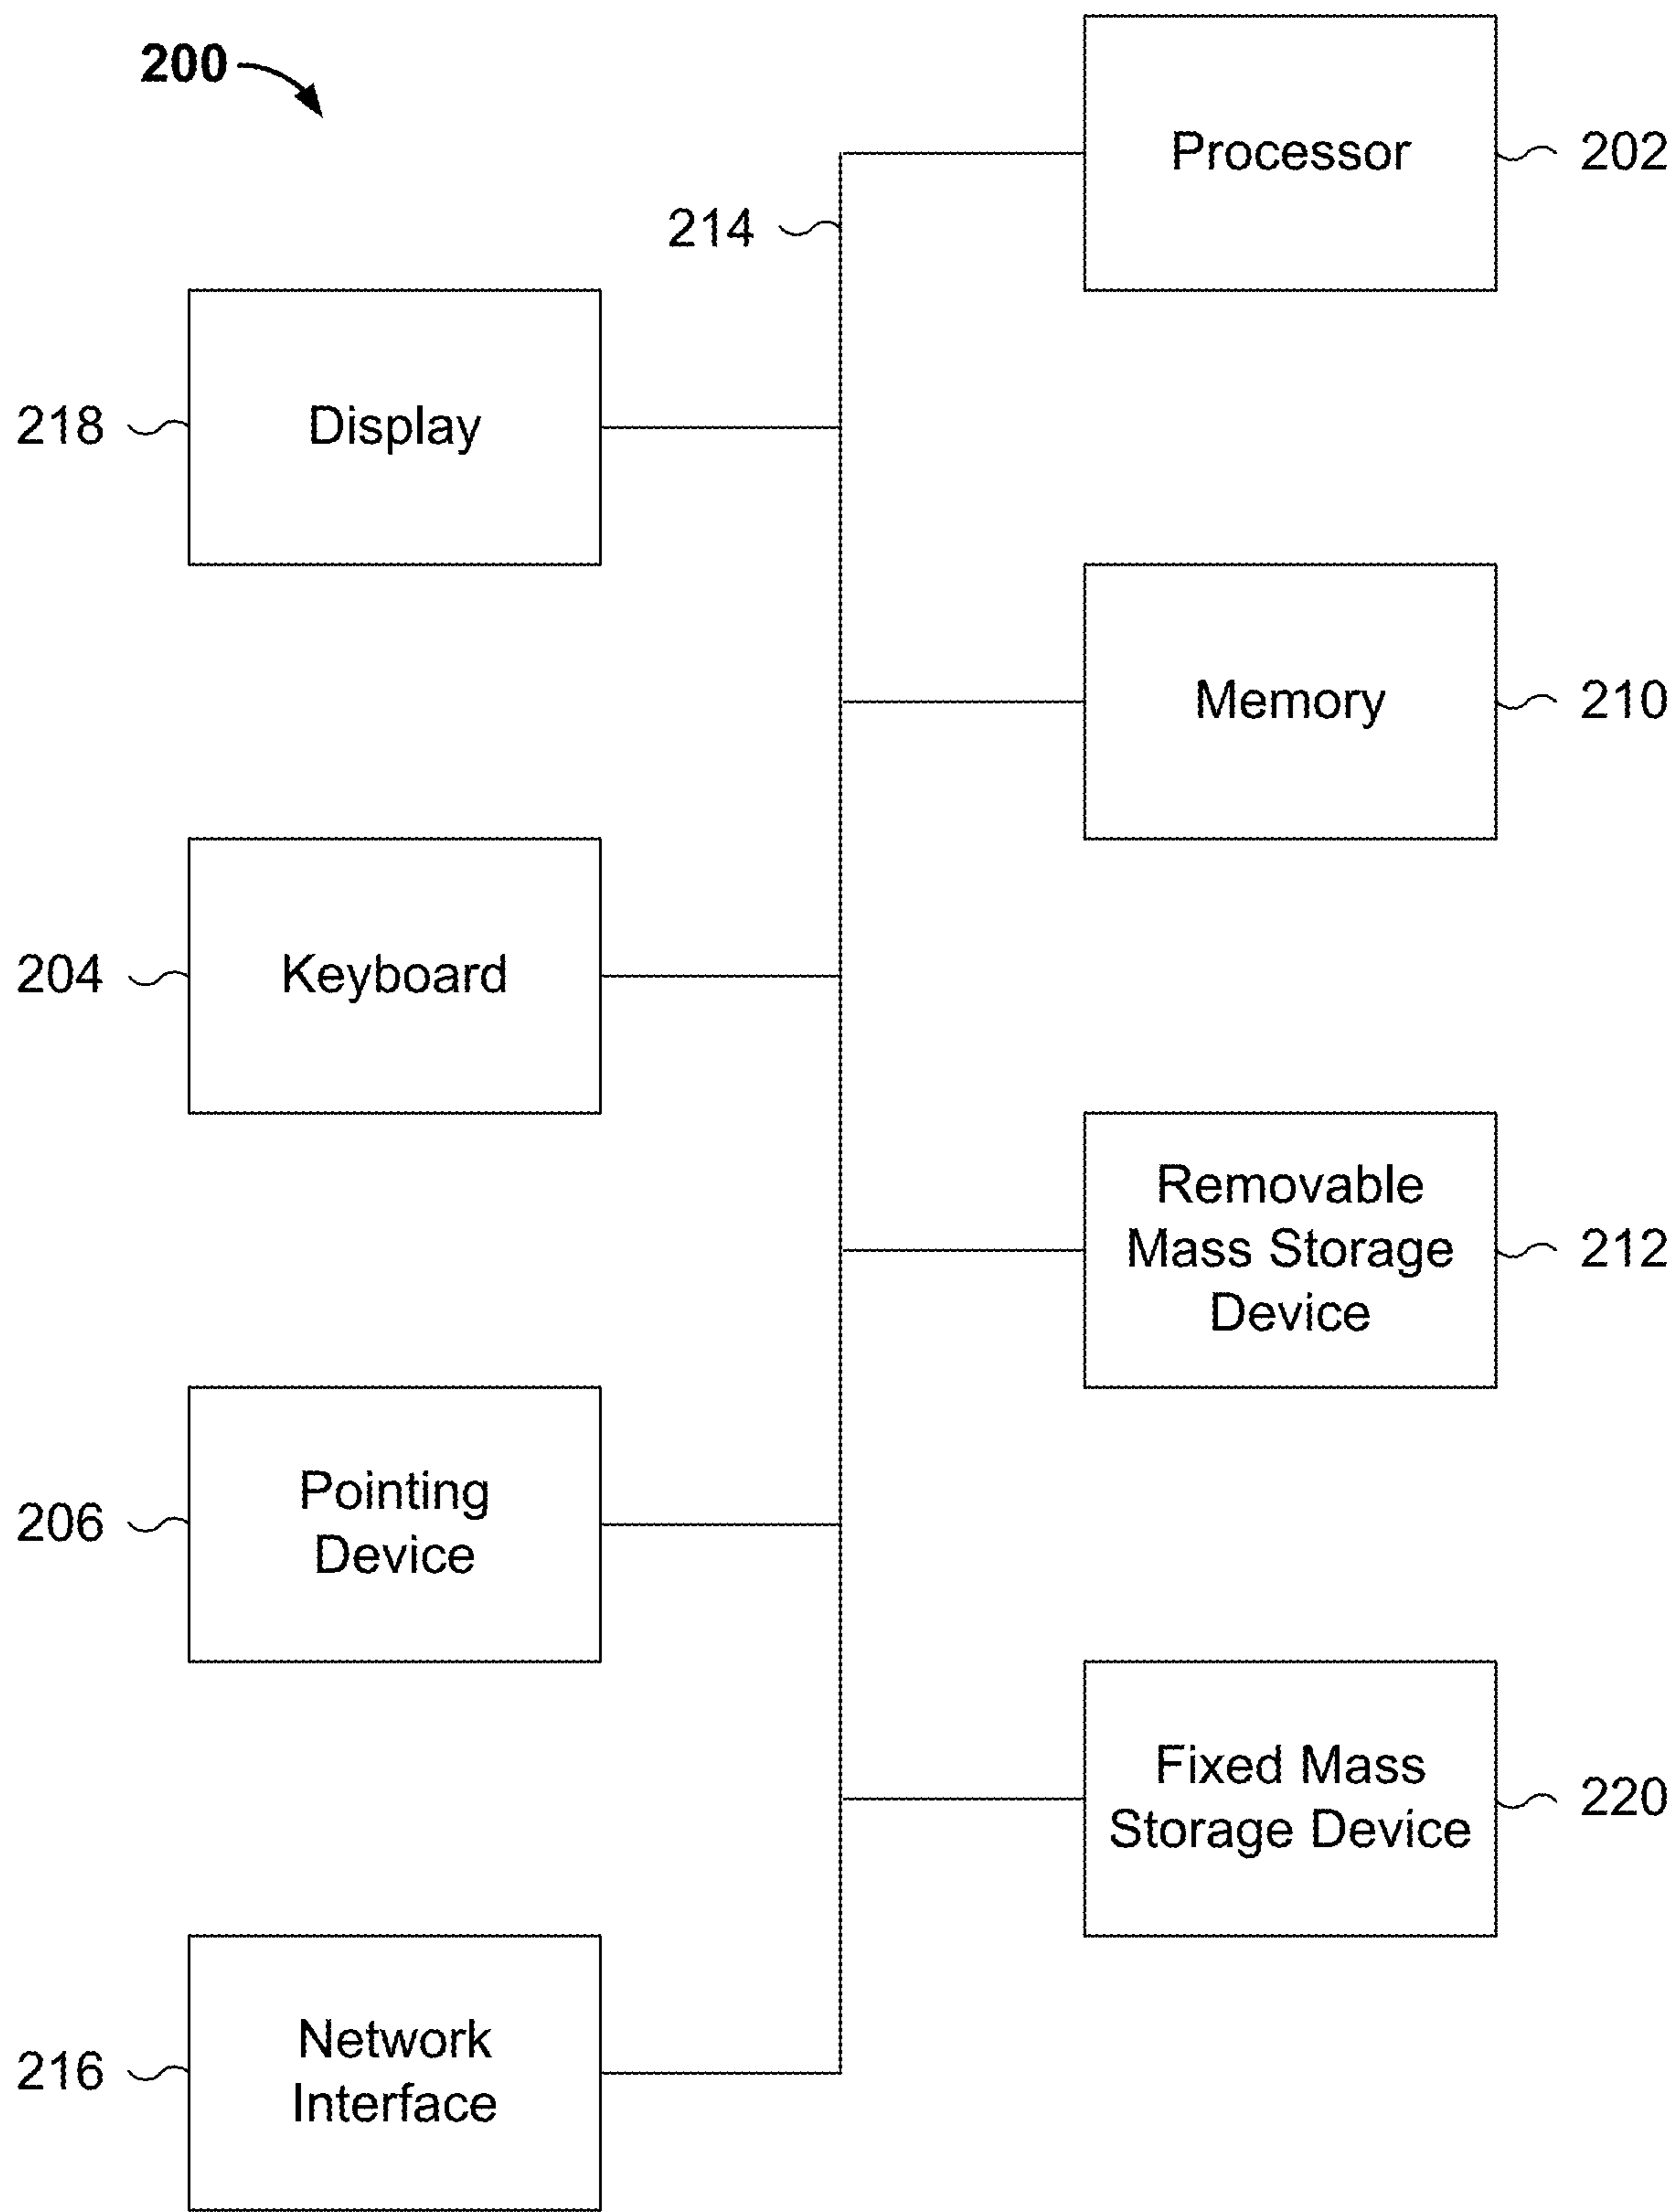 200
Processor
202
214
218
Display
Memory
210
204
Keyboard
Removable
Mass Storage
Device
212
206
Pointing
Device
Fixed Mass
Storage Device
220
216
Network
Interface